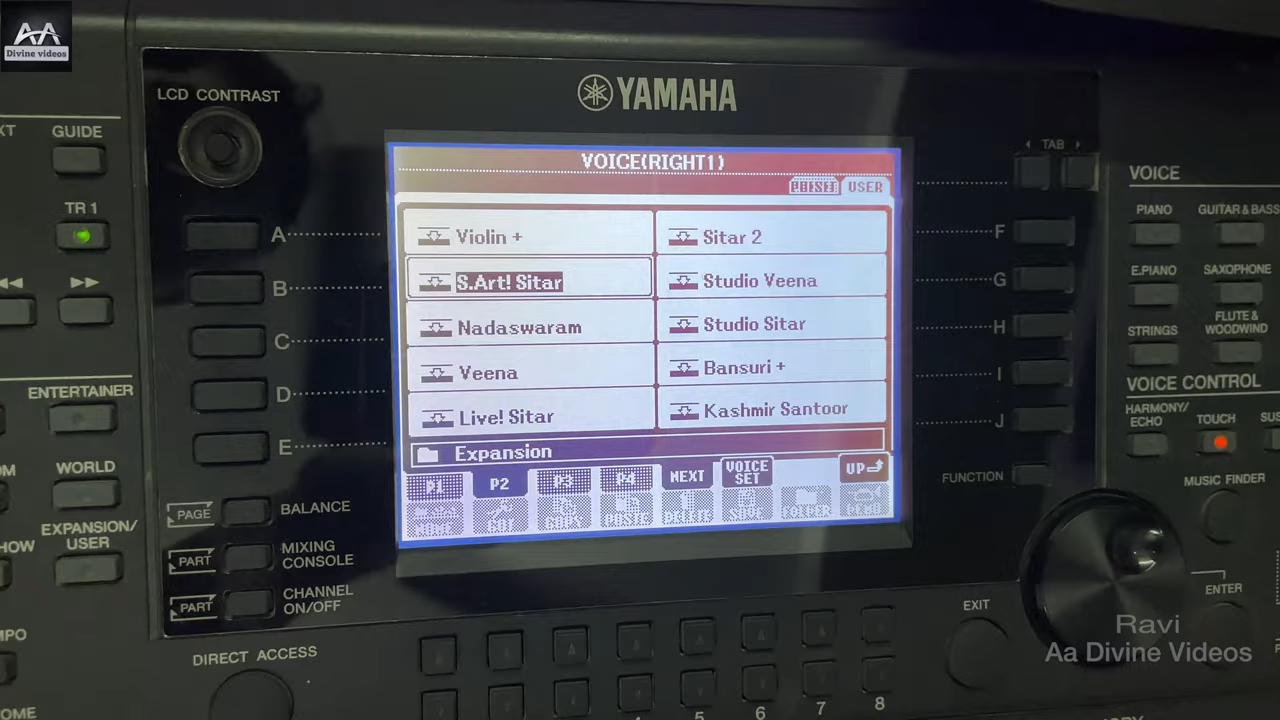 AA
Divine videos
LCD CONTRAST
YAMAHA
GUIDE
TR 1
ENTERTAINER
WORLD
EXPANSION/
USER
VOICE(RIGHT1)
PRESET USER
Violin +
S.Art! Sitar
Nadaswaram
Veena
Live! Sitar
Sitar 2
Studio Veena
Studio Sitar
Bansuri +
Kashmir Santoor
Expansion
P1 P2 P3 P4 NEXT VOICE SET UP
A
B
C
D
E
F
G
H
I
J
TAB
VOICE
PIANO GUITAR & BASS
E.PIANO SAXOPHONE
STRINGS FLUTE & WOODWIND
VOICE CONTROL
HARMONY/
ECHO
TOUCH
FUNCTION
MUSIC FINDER
PAGE BALANCE
PART MIXING
CONSOLE
PART CHANNEL
ON/OFF
DIRECT ACCESS
EXIT
ENTER
5 6 7 8
Ravi
Aa Divine Videos